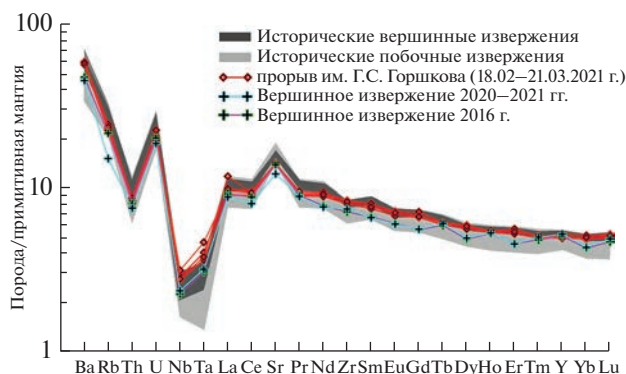 100
10
1
Порода/примитивная мантия
Исторические вершинные извержения
Исторические побочные извержения
прорыв им. Г.С. Горшкова (18.02–21.03.2021 г.)
Вершинное извержение 2020–2021 гг.
Вершинное извержение 2016 г.
Ba Rb Th U Nb Ta La Ce Sr Pr Nd Zr Sm Eu Gd Tb Dy Ho Er Tm Y Yb Lu